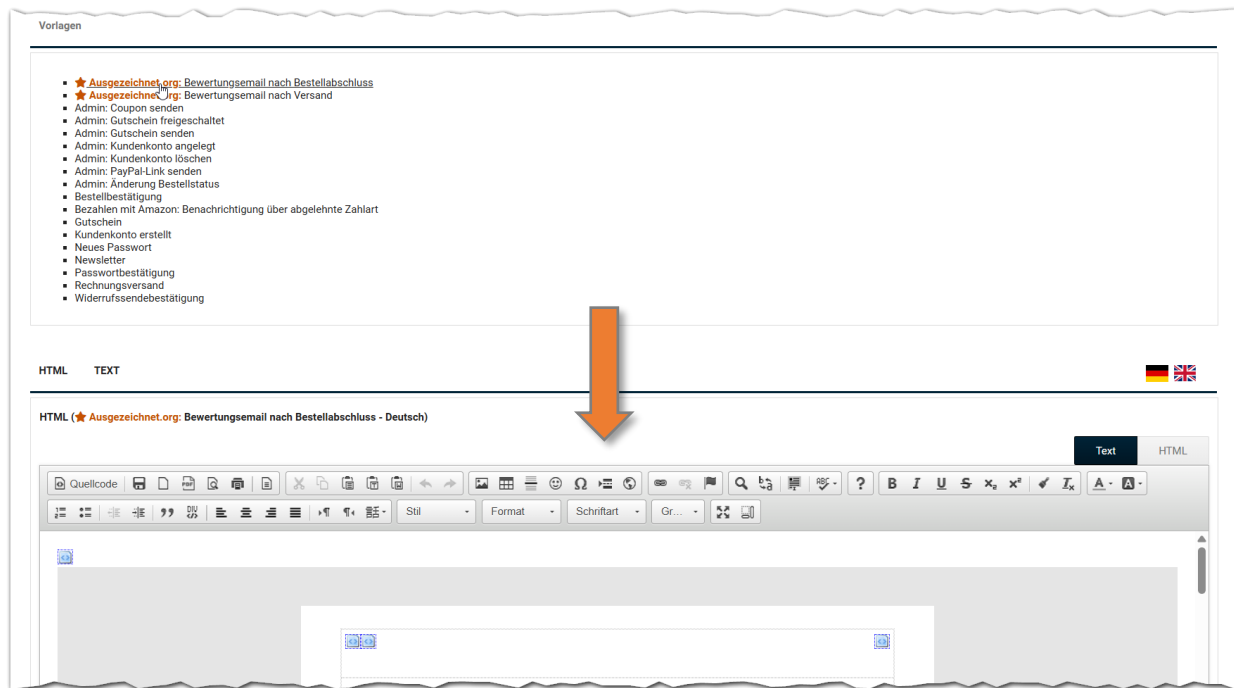 Vorlagen
Ausgezeichnet.org: Bewertungsemail nach Bestellabschluss
Ausgezeichnet.org: Bewertungsemail nach Versand
Admin: Coupon senden
Admin: Gutschein freigeschaltet
Admin: Gutschein senden
Admin: Kundenkonto angelegt
Admin: Kundenkonto löschen
Admin: PayPal-Link senden
Admin: Änderung Bestellstatus
Bestellbestätigung
Bezahlen mit Amazon: Benachrichtigung über abgelehnte Zahlart
Gutschein
Kundenkonto erstellt
Neues Passwort
Newsletter
Passwortbestätigung
Rechnungsversand
Widerrufssendebestätigung
HTML TEXT
HTML (Ausgezeichnet.org: Bewertungsemail nach Bestellabschluss - Deutsch)
Text HTML
Quellcode
Stil Format Schriftart Gr...